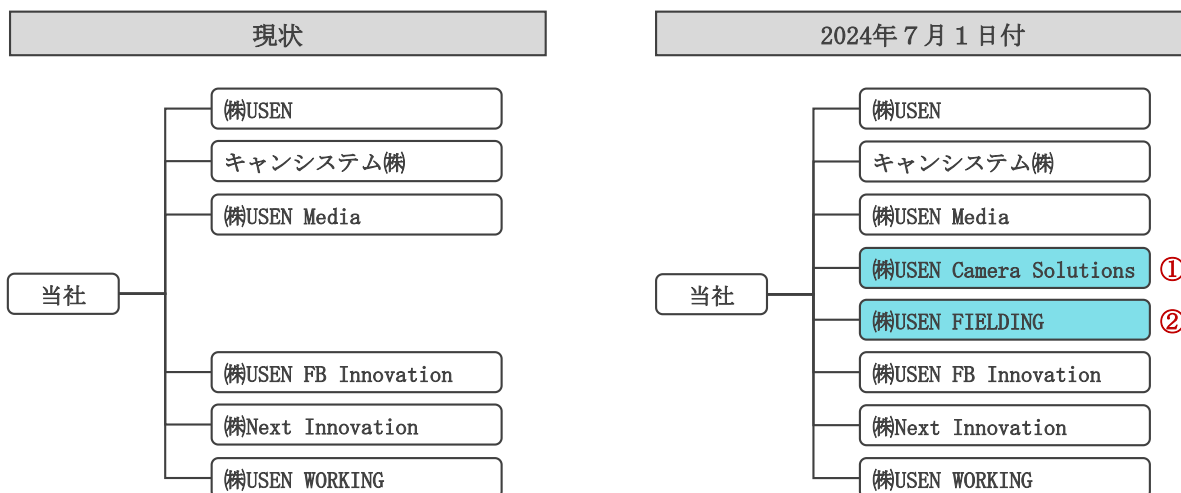 現状
当社
㈱USEN
キャンシステム㈱
㈱USEN Media
㈱USEN FB Innovation
㈱Next Innovation
㈱USEN WORKING
2024年７月１日付
当社
㈱USEN
キャンシステム㈱
㈱USEN Media
㈱USEN Camera Solutions ①
㈱USEN FIELDING ②
㈱USEN FB Innovation
㈱Next Innovation
㈱USEN WORKING